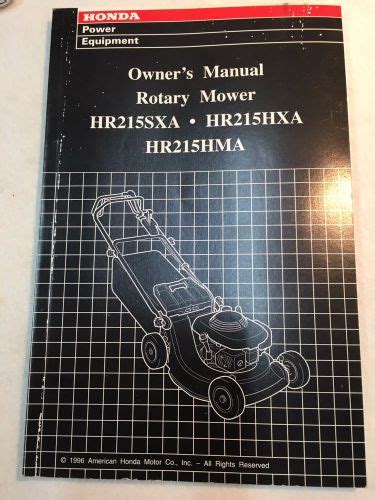 HONDA
Power
Equipment
Owner's Manual
Rotary Mower
HR215SXA • HR215HXA
HR215HMA
© 1996 American Honda Motor Co., Inc. – All Rights Reserved